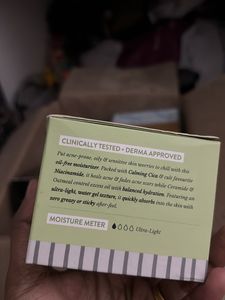 CLINICALLY TESTED + DERMA APPROVED
Put acne-prone, oily & sensitive skin worries to chill with this
oil-free moisturizer. Packed with Calming Cica & cult favourite
Niacinamide, it heals acne & fades acne scars while Ceramide &
Oatmeal control excess oil with balanced hydration. Featuring an
ultra-light, water gel texture, it quickly absorbs into the skin with
zero greasy or sticky after-feel.
MOISTURE METER
Ultra-Light